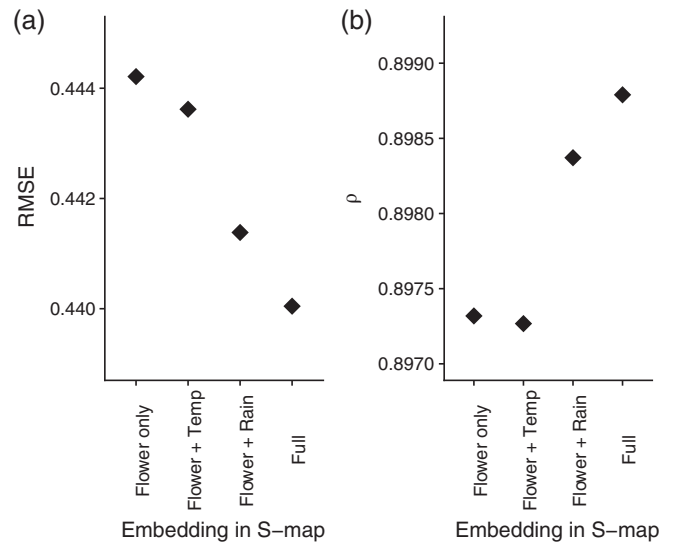 (a)
RMSE
0.444
0.442
0.440
Flower only
Flower + Temp
Flower + Rain
Full
Embedding in S−map
(b)
ρ
0.8990
0.8985
0.8980
0.8975
0.8970
Flower only
Flower + Temp
Flower + Rain
Full
Embedding in S−map